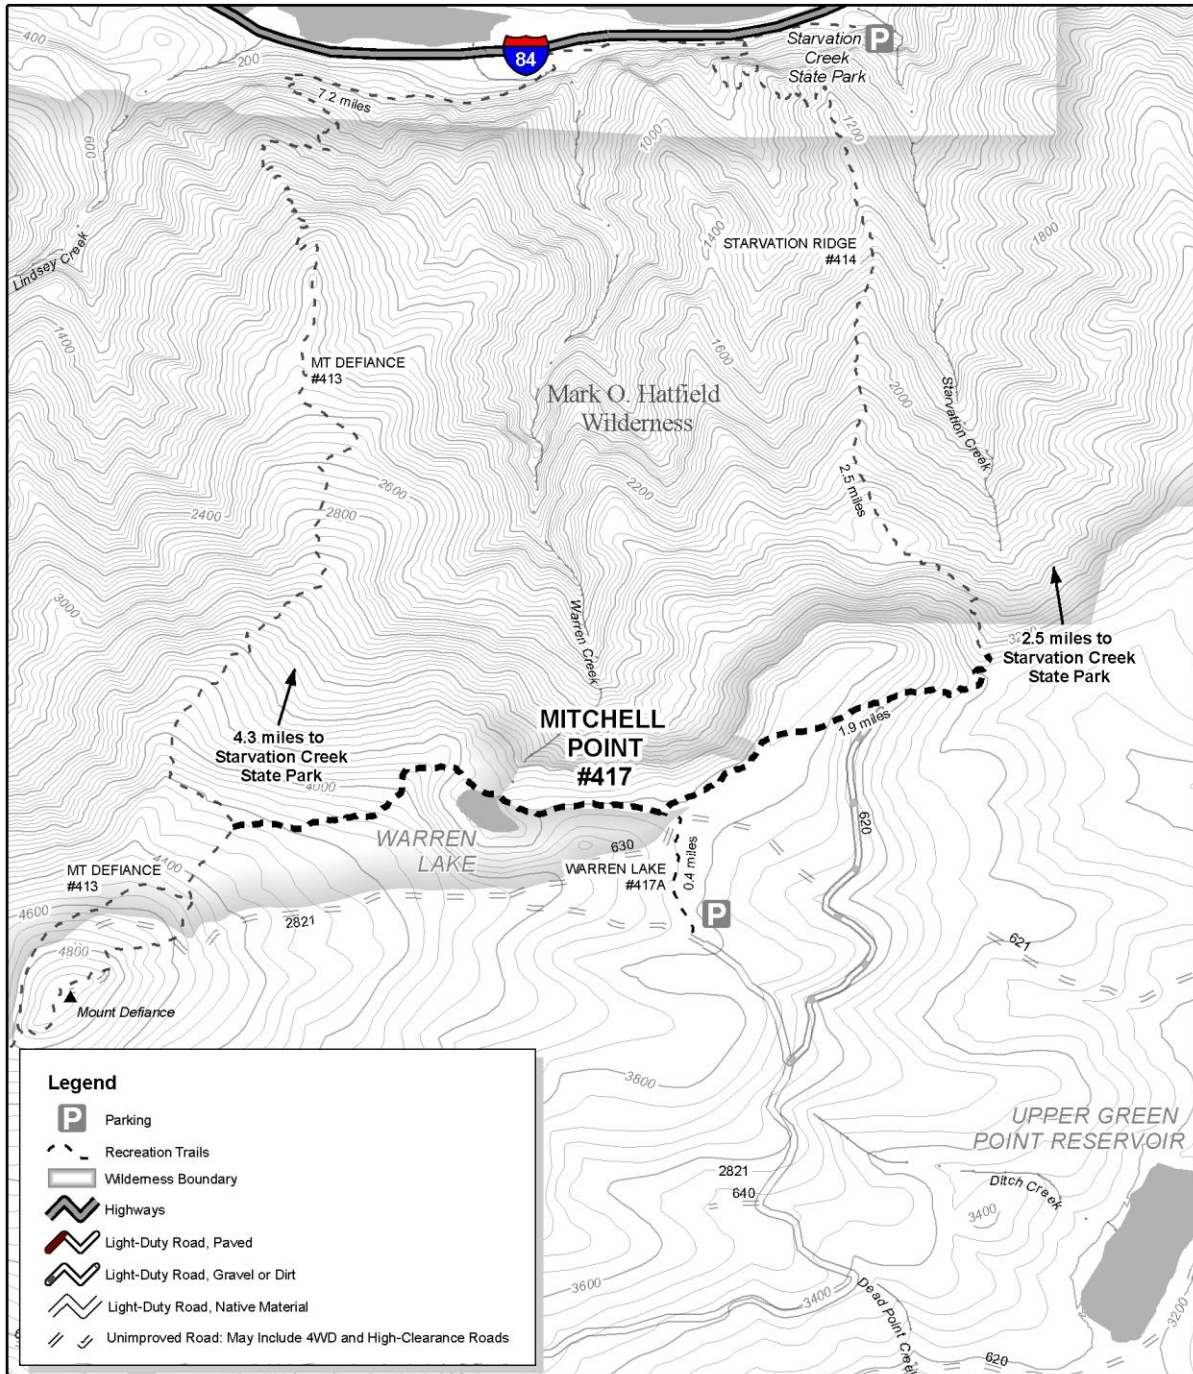 400
200
84
Starvation
Creek
State Park
P
7.2 miles
600
1000
1200
1400
1800
STARVATION RIDGE
#414
Lindsey Creek
1400
MT DEFIANCE
#413
1600
Mark O. Hatfield
Wilderness
2000
Starvation Creek
2600
2400
2800
2200
2.5 miles
3000
Warren Creek
2.5 miles to
Starvation Creek
State Park
4.3 miles to
Starvation Creek
State Park
MITCHELL
POINT
#417
1.9 miles
4000
WARREN
LAKE
630
620
WARREN LAKE
#417A
0.4 miles
MT DEFIANCE
#413
4400
4600
2821
P
621
4800
Mount Defiance
3800
UPPER GREEN
POINT RESERVOIR
2821
640
Ditch Creek
3400
3600
3400
Dead Point Creek
3200
620
Legend
P Parking
Recreation Trails
Wilderness Boundary
Highways
Light-Duty Road, Paved
Light-Duty Road, Gravel or Dirt
Light-Duty Road, Native Material
Unimproved Road: May Include 4WD and High-Clearance Roads